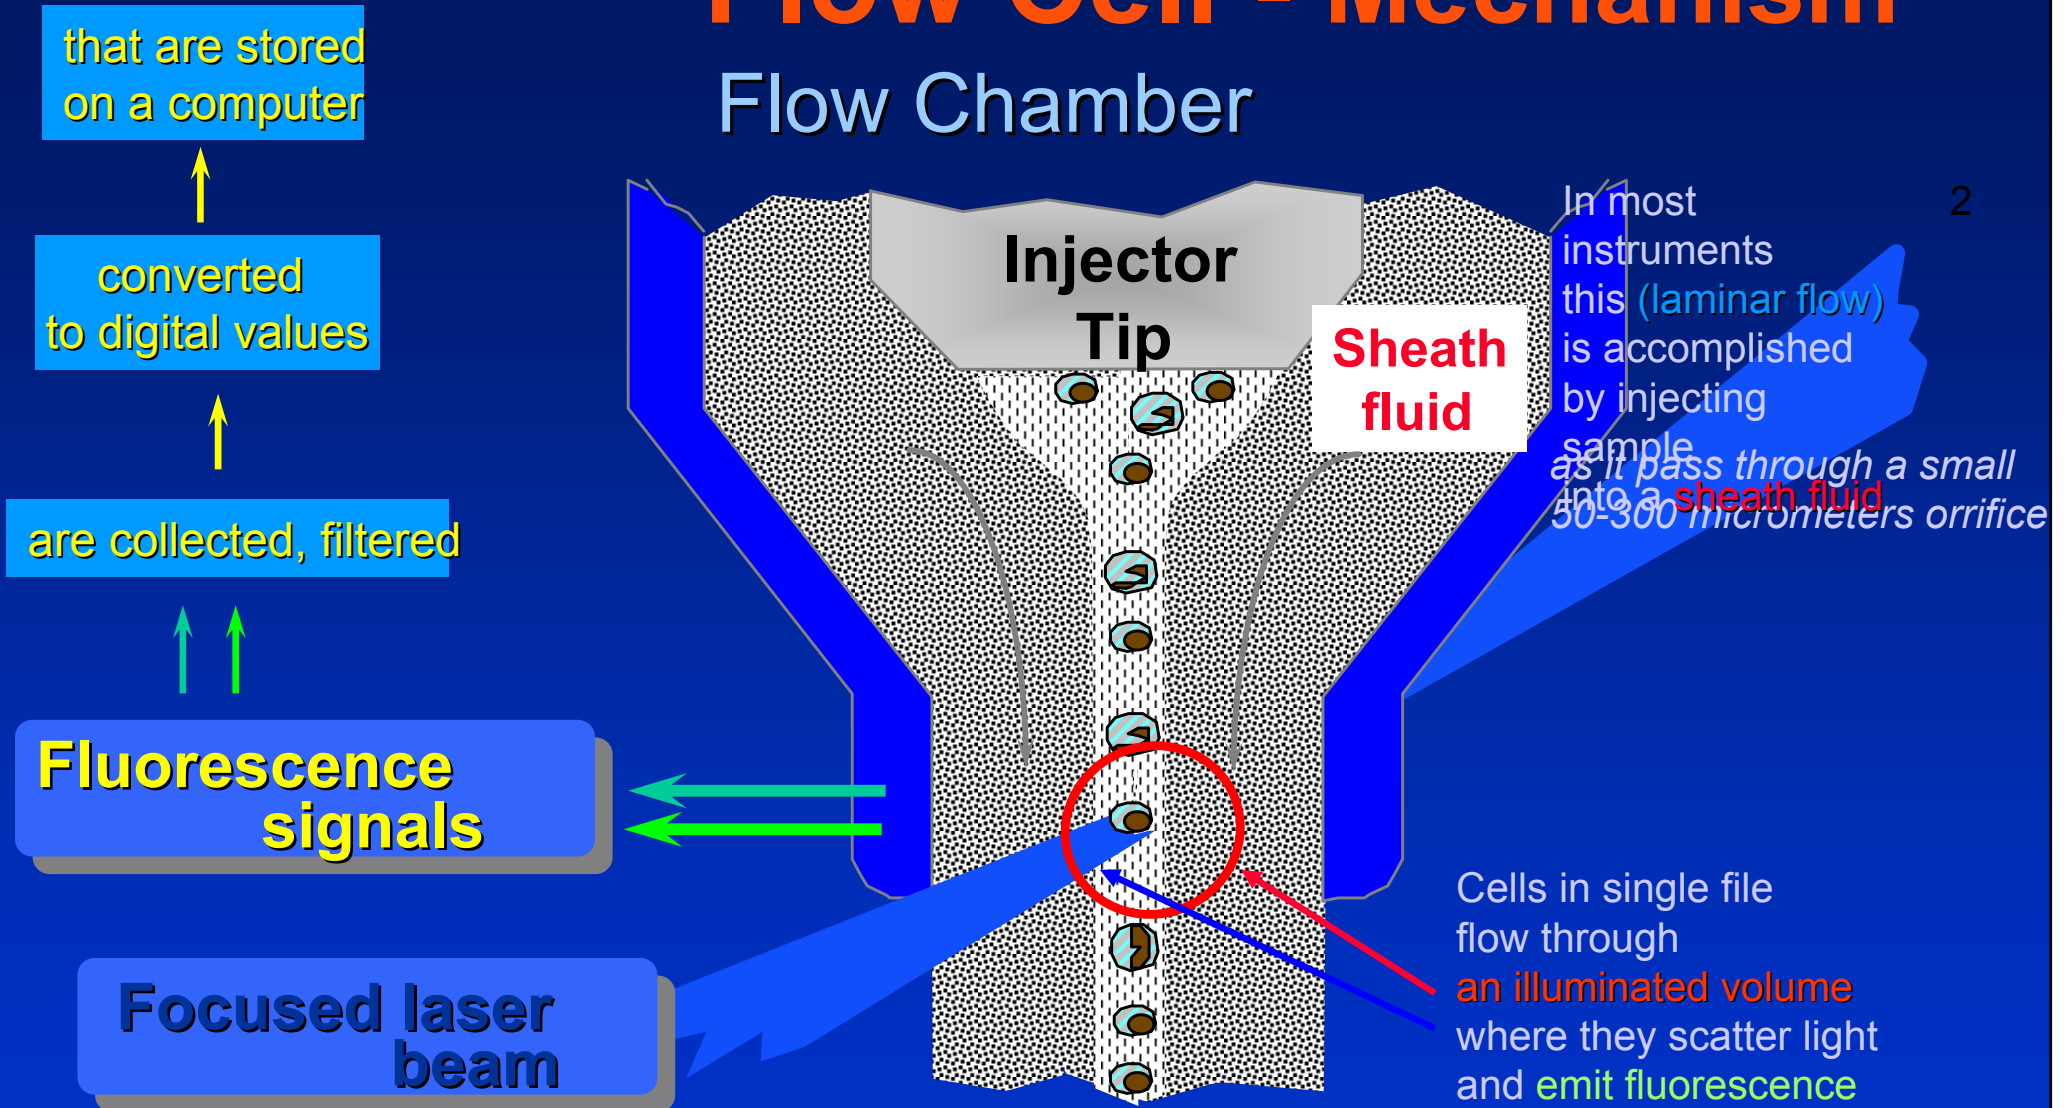 Flow Cell - Mechanism
Flow Chamber
that are stored
on a computer
converted
to digital values
are collected, filtered
Fluorescence
signals
Focused laser
beam
Injector
Tip
Sheath
fluid
2
In most
instruments
this (laminar flow)
is accomplished
by injecting
sample
into a sheath fluid
as it pass through a small
50-300 micrometers orrifice
Cells in single file
flow through
an illuminated volume
where they scatter light
and emit fluorescence